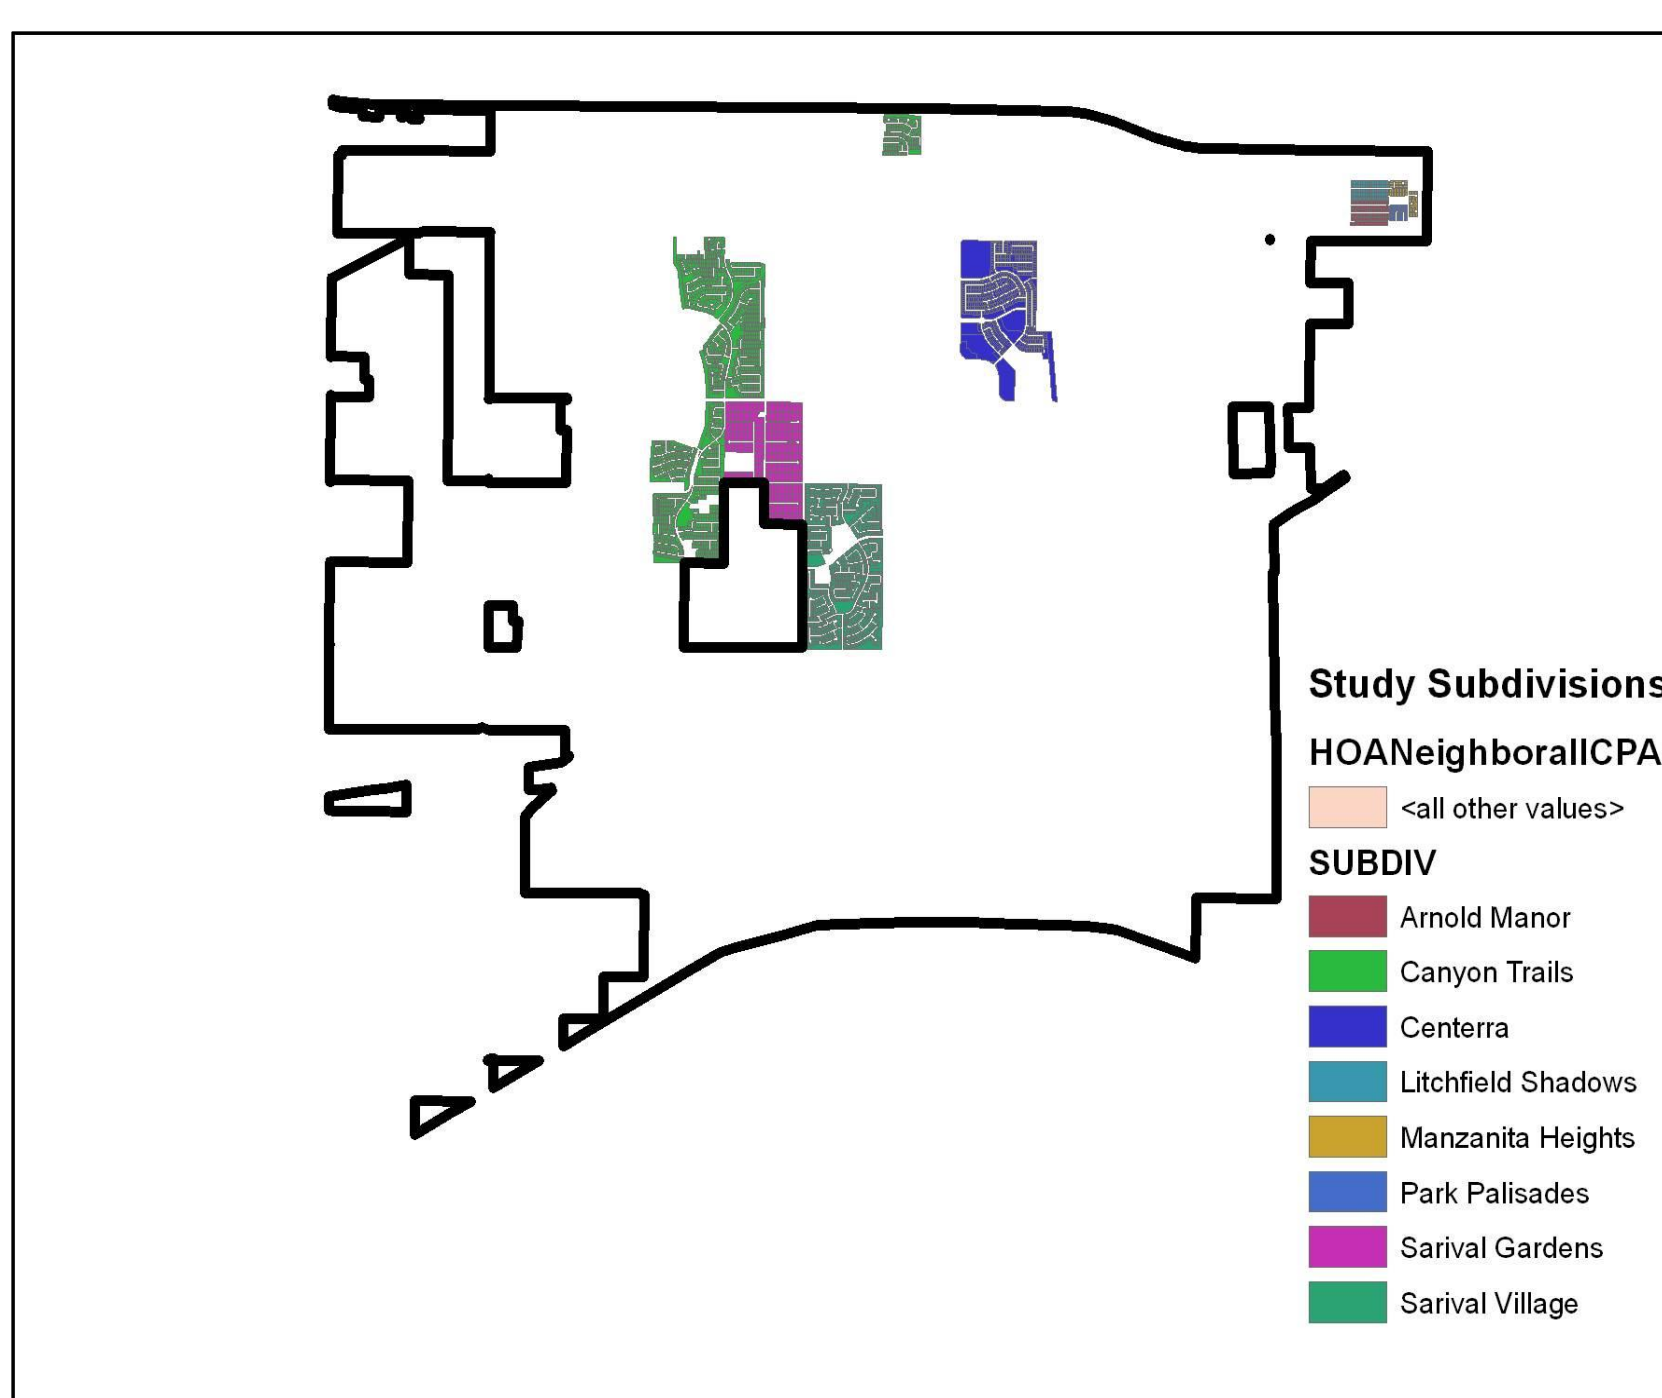 Study Subdivisions
HOANeighborallCPA
<all other values>
SUBDIV
Arnold Manor
Canyon Trails
Centerra
Litchfield Shadows
Manzanita Heights
Park Palisades
Sarival Gardens
Sarival Village